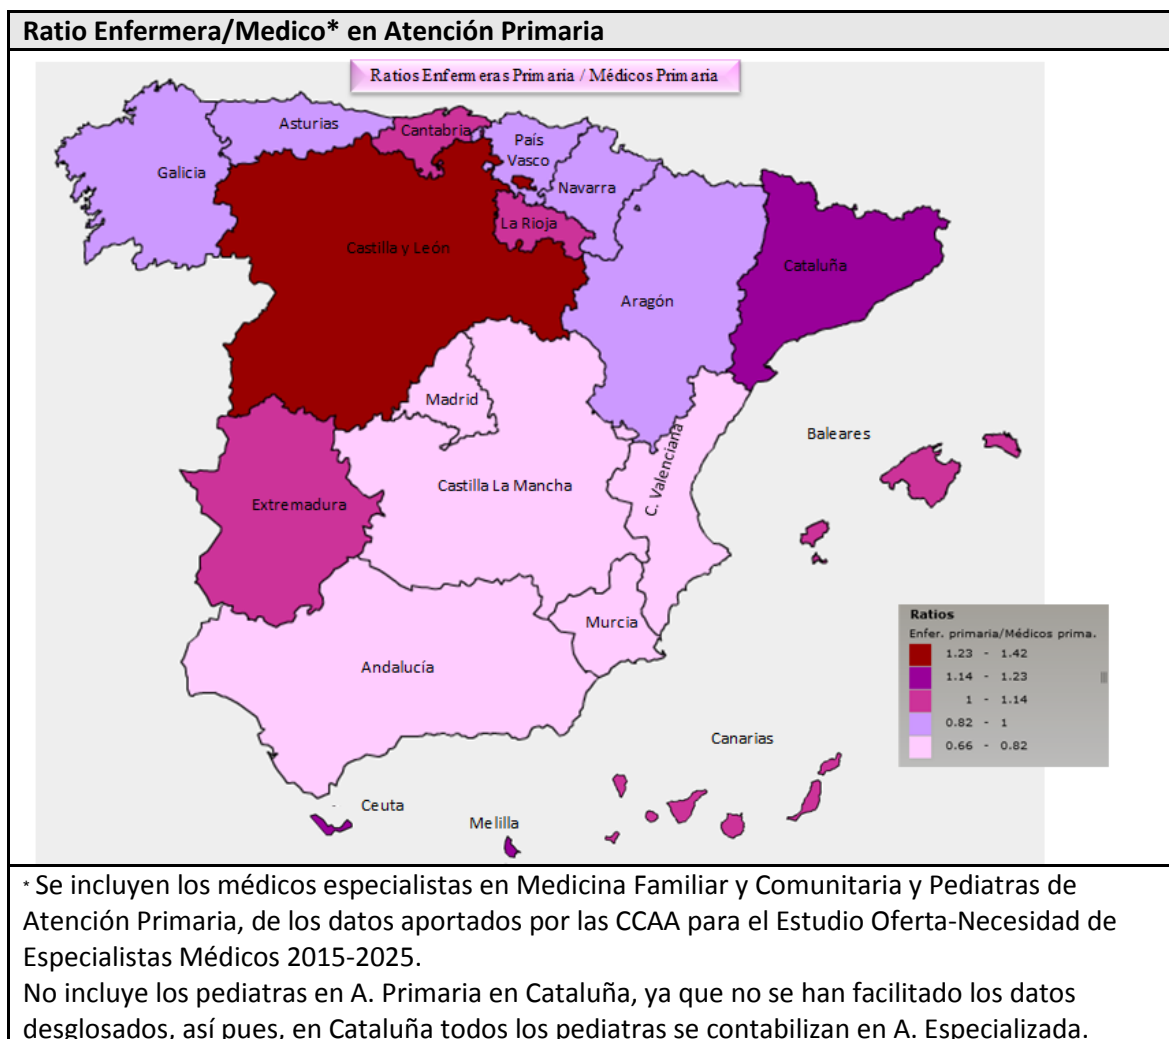 Ratio Enfermera/Medico* en Atención Primaria
Ratios Enfermeras Primaria / Médicos Primaria
Asturias
Cantabria
País
Vasco
Galicia
Navarra
La Rioja
Castilla y León
Cataluña
Aragón
Madrid
Baleares
C. Valenciana
Castilla La Mancha
Extremadura
Murcia
Andalucía
Ratios
Enfer. primaria/Médicos prima.
1.23 - 1.42
1.14 - 1.23
1 - 1.14
0.82 - 1
0.66 - 0.82
Canarias
Ceuta
Melilla
* Se incluyen los médicos especialistas en Medicina Familiar y Comunitaria y Pediatras de
Atención Primaria, de los datos aportados por las CCAA para el Estudio Oferta-Necesidad de
Especialistas Médicos 2015-2025.
No incluye los pediatras en A. Primaria en Cataluña, ya que no se han facilitado los datos
desglosados, así pues, en Cataluña todos los pediatras se contabilizan en A. Especializada.